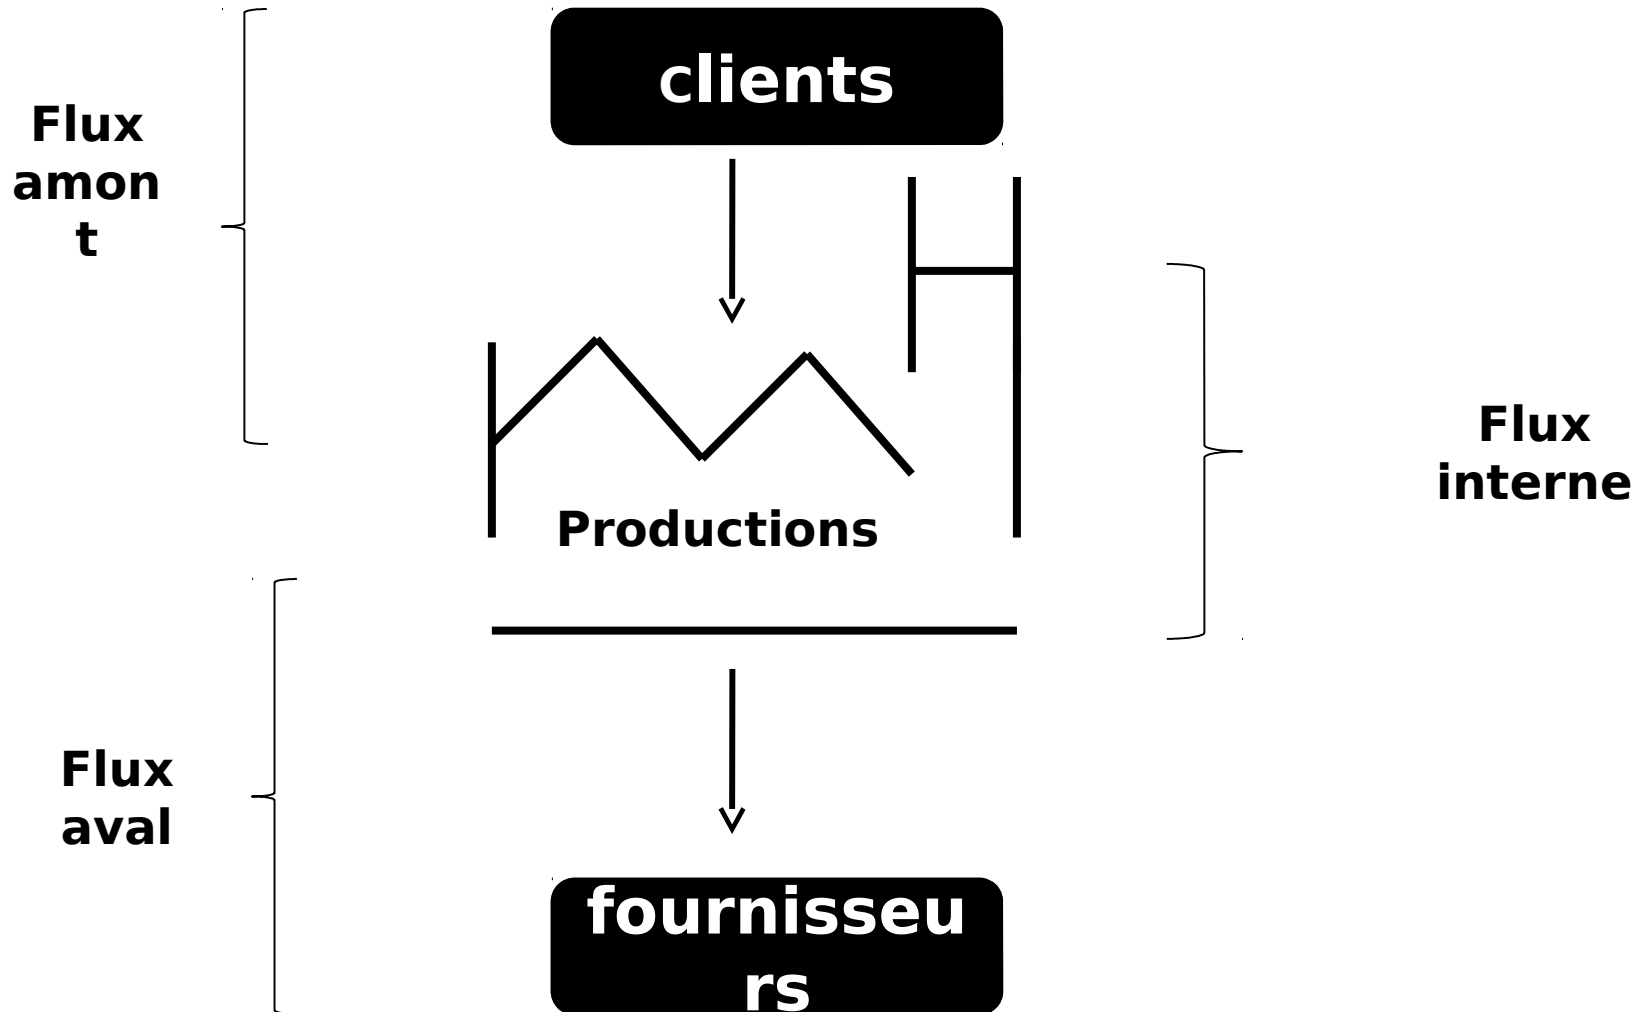 clients
Flux
amon
t
Flux
interne
Productions
Flux
aval
fournisseu
rs